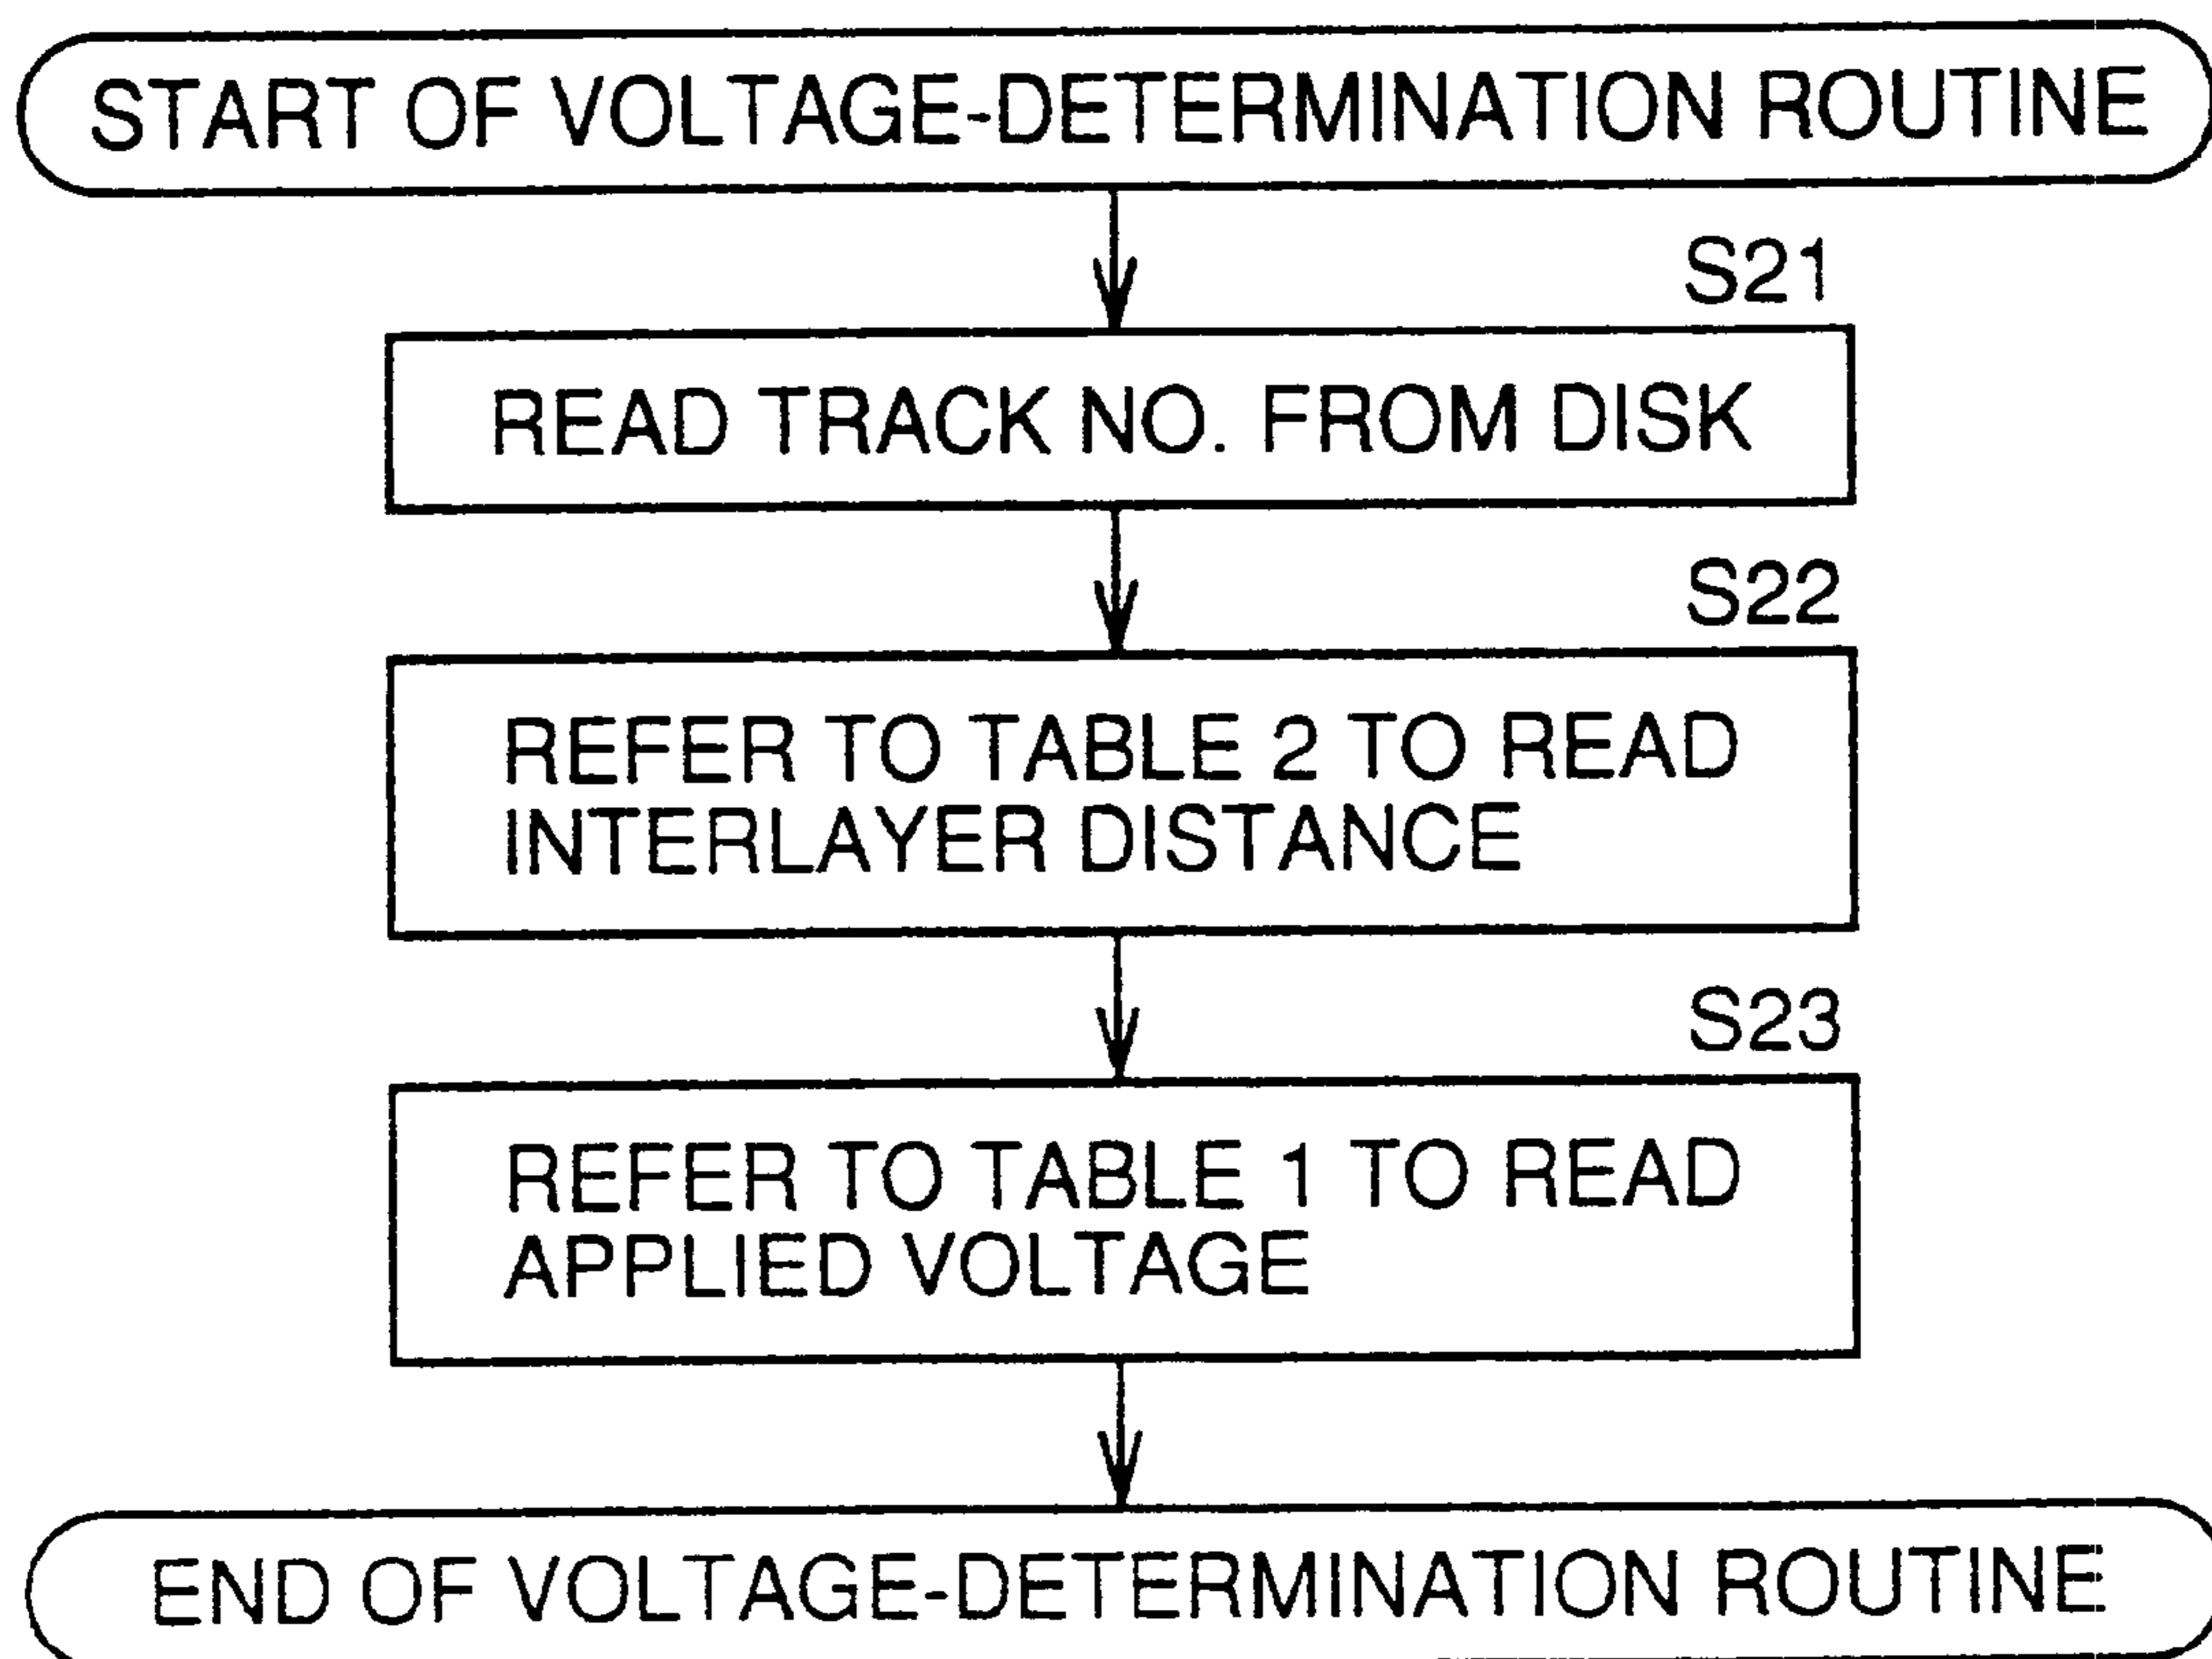 START OF VOLTAGE-DETERMINATION ROUTINE
S21
READ TRACK NO. FROM DISK
S22
REFER TO TABLE 2 TO READ
INTERLAYER DISTANCE
S23
REFER TO TABLE 1 TO READ
APPLIED VOLTAGE
END OF VOLTAGE-DETERMINATION ROUTINE